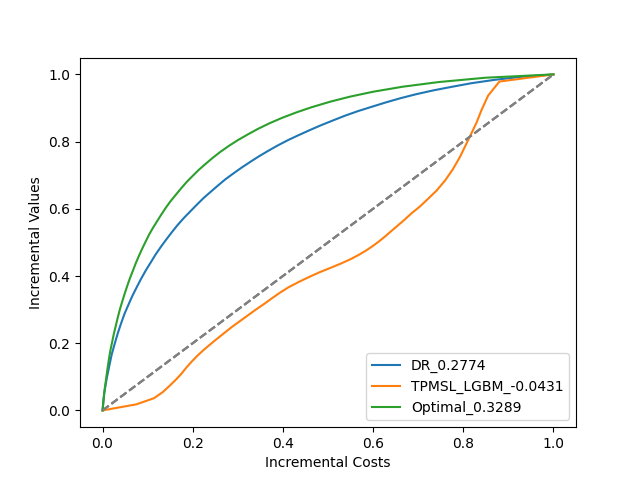 1.0
0.8
0.6
0.4
0.2
0.0
Incremental Values
0.0 0.2 0.4 0.6 0.8 1.0
Incremental Costs
DR_0.2774
TPMSL_LGBM_-0.0431
Optimal_0.3289